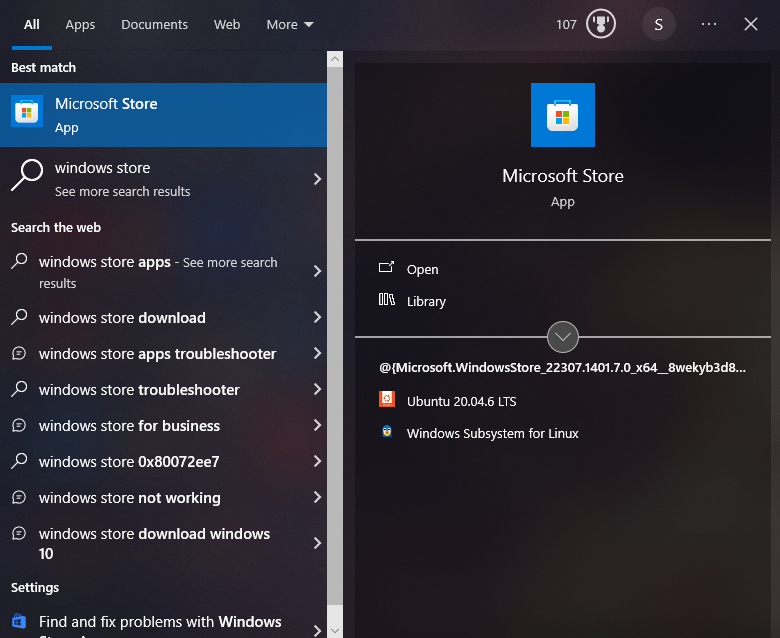 All Apps Documents Web More 107 S
Best match
Microsoft Store
App
windows store
See more search results
Search the web
windows store apps - See more search
results
windows store download
windows store apps troubleshooter
windows store troubleshooter
windows store for business
windows store 0x80072ee7
windows store not working
windows store download windows
10
Settings
Find and fix problems with Windows
Microsoft Store
App
Open
Library
@{Microsoft.WindowsStore_22307.1401.7.0_x64__8wekyb3d8...
Ubuntu 20.04.6 LTS
Windows Subsystem for Linux